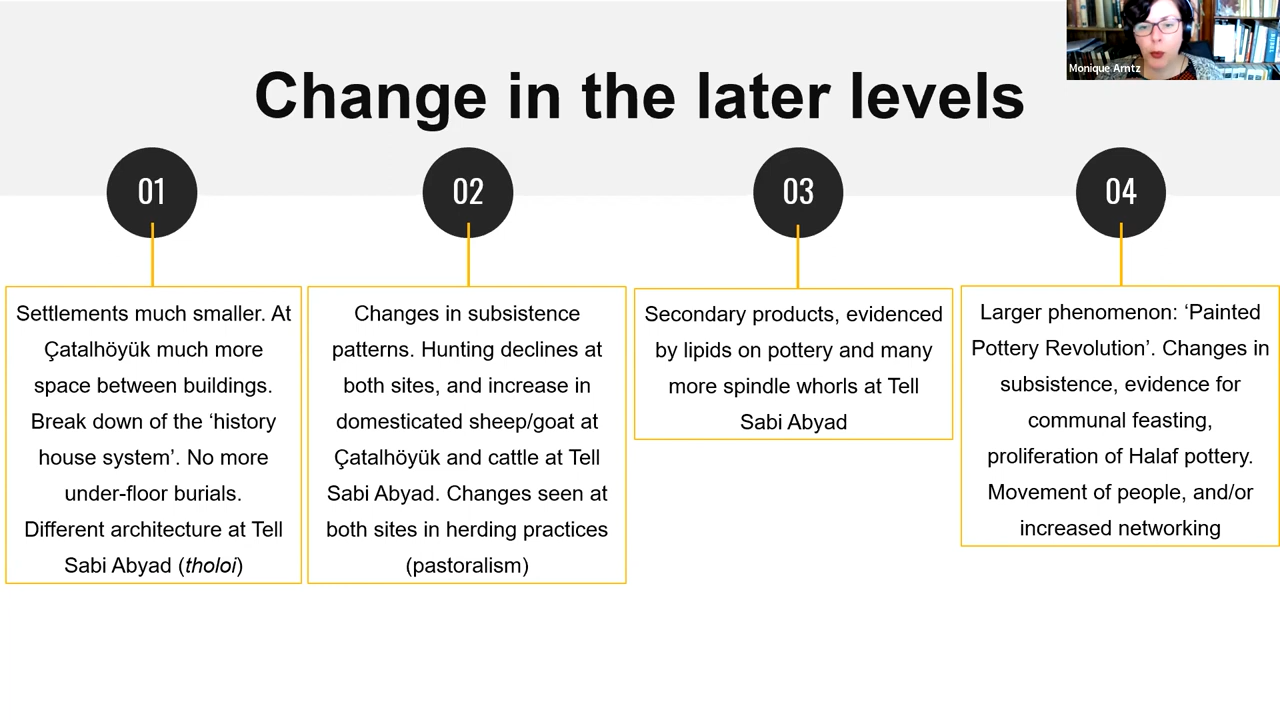 Monique Arntz
Change in the later levels
01
02
03
04
Settlements much smaller. At
Çatalhöyük much more
space between buildings.
Break down of the ‘history
house system’. No more
under-floor burials.
Different architecture at Tell
Sabi Abyad (tholoi)
Changes in subsistence
patterns. Hunting declines at
both sites, and increase in
domesticated sheep/goat at
Çatalhöyük and cattle at Tell
Sabi Abyad. Changes seen at
both sites in herding practices
(pastoralism)
Secondary products, evidenced
by lipids on pottery and many
more spindle whorls at Tell
Sabi Abyad
Larger phenomenon: ‘Painted
Pottery Revolution’. Changes in
subsistence, evidence for
communal feasting,
proliferation of Halaf pottery.
Movement of people, and/or
increased networking